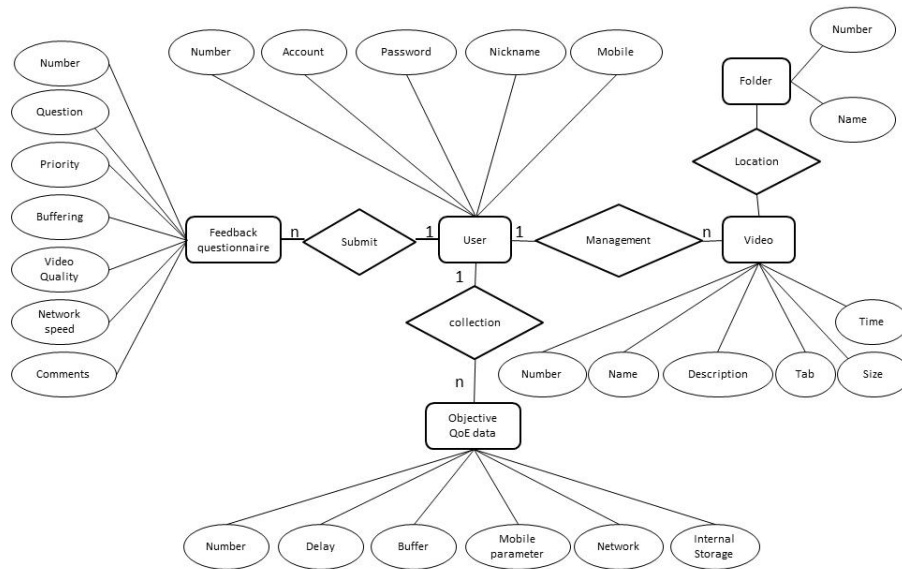 Number
Number
Account
Password
Nickname
Mobile
Number
Folder
Question
Name
Priority
Location
Buffering
Feedback
questionnaire
n
Submit
1
User
1
Management
n
Video
Video
Quality
1
Network
speed
collection
Time
Comments
n
Number
Name
Description
Tab
Size
Objective
QoE data
Number
Delay
Buffer
Mobile
parameter
Network
Internal
Storage